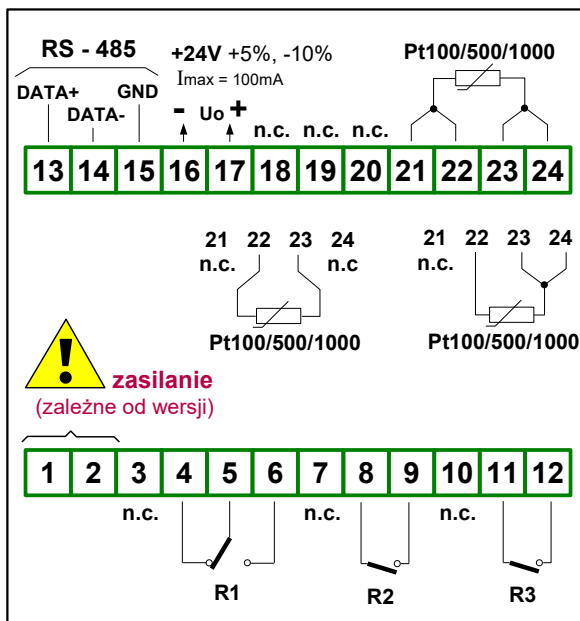 RS - 485
+24V +5%, -10%
Pt100/500/1000
Imax = 100mA
DATA+ GND
DATA-
- Uo +
n.c. n.c. n.c.
13 14 15 16 17 18 19 20 21 22 23 24
21 22 23 24
n.c. n.c
Pt100/500/1000
21 22 23 24
n.c.
Pt100/500/1000
!
zasilanie
(zależne od wersji)
1 2 3 4 5 6 7 8 9 10 11 12
n.c. n.c. n.c.
R1 R2 R3